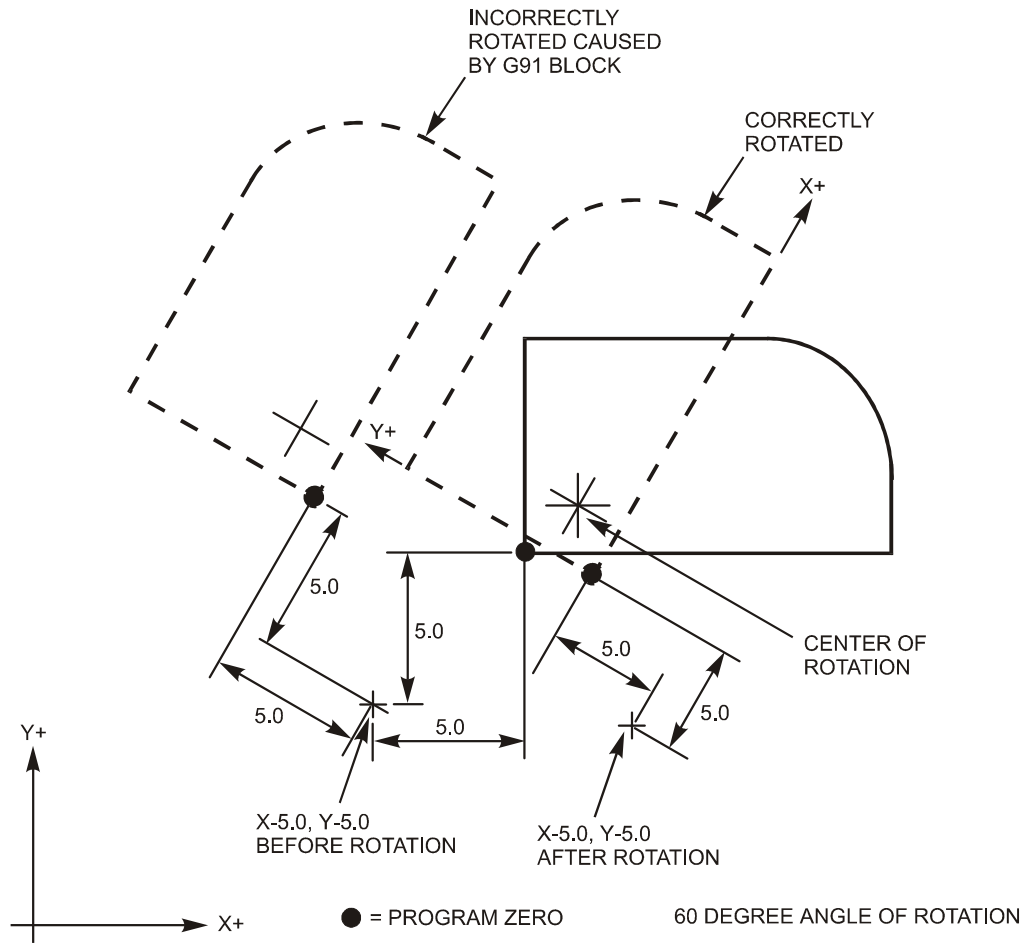 INCORRECTLY
ROTATED CAUSED
BY G91 BLOCK
CORRECTLY
ROTATED
X+
Y+
5.0
5.0
5.0
CENTER OF
ROTATION
5.0
5.0
5.0
Y+
X-5.0, Y-5.0
BEFORE ROTATION
X-5.0, Y-5.0
AFTER ROTATION
X+
= PROGRAM ZERO
60 DEGREE ANGLE OF ROTATION